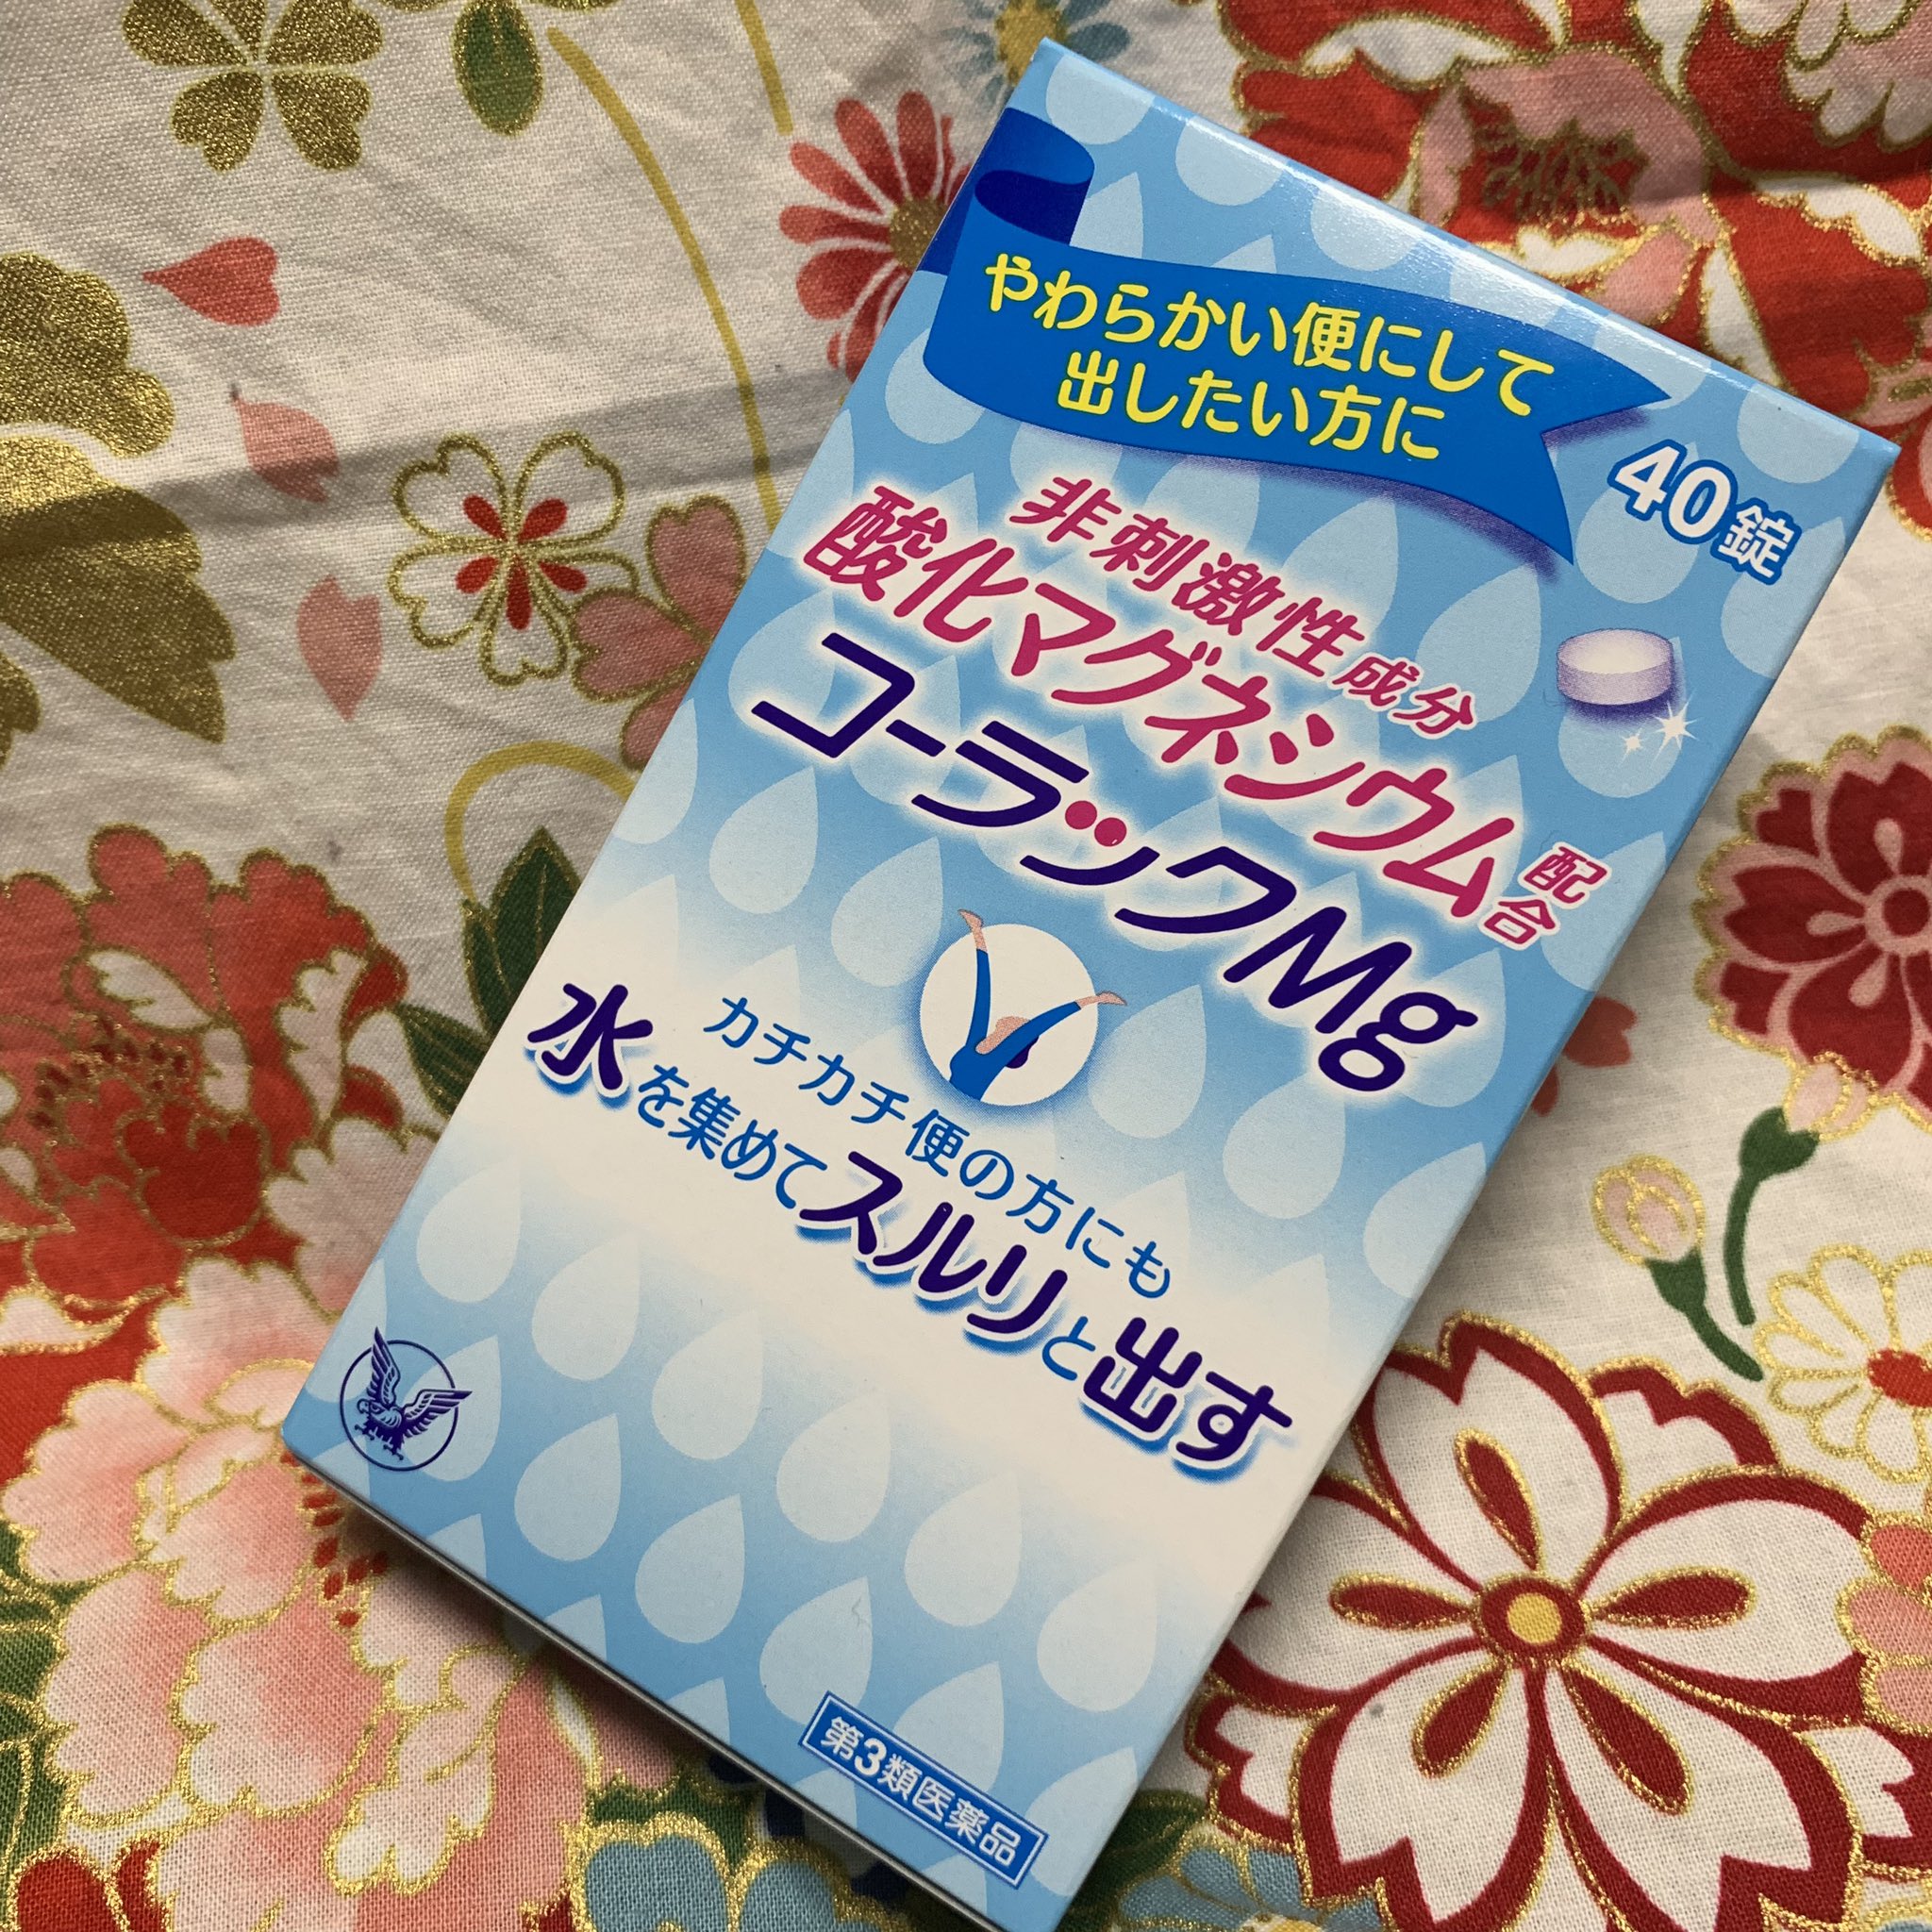 やわらかい便にして
出したい方に
40錠
非刺激性成分
酸化マグネシウム配合
コーラックMg
カチカチ便の方にも
水を集めてスルリと出す
第3類医薬品